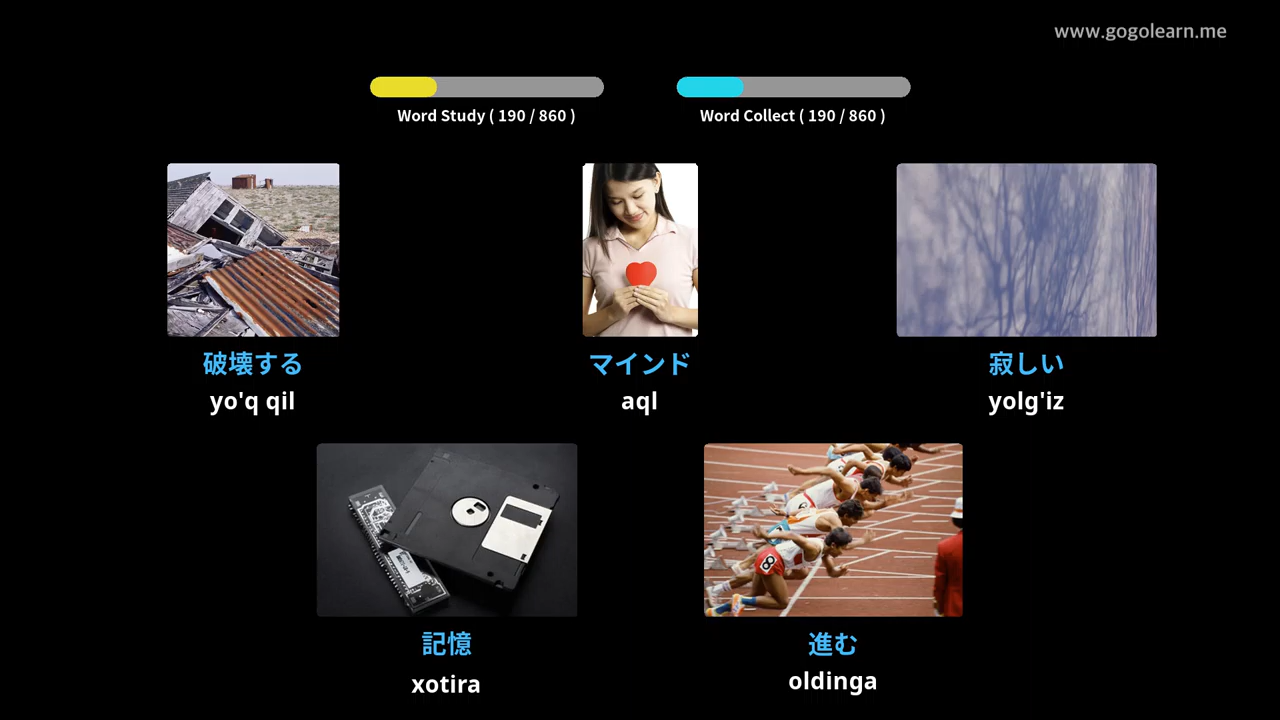 www.gogolearn.me
Word Study ( 190 / 860 )
Word Collect ( 190 / 860 )
破壊する
yo'q qil
マインド
aql
寂しい
yolg'iz
記憶
xotira
進む
oldinga